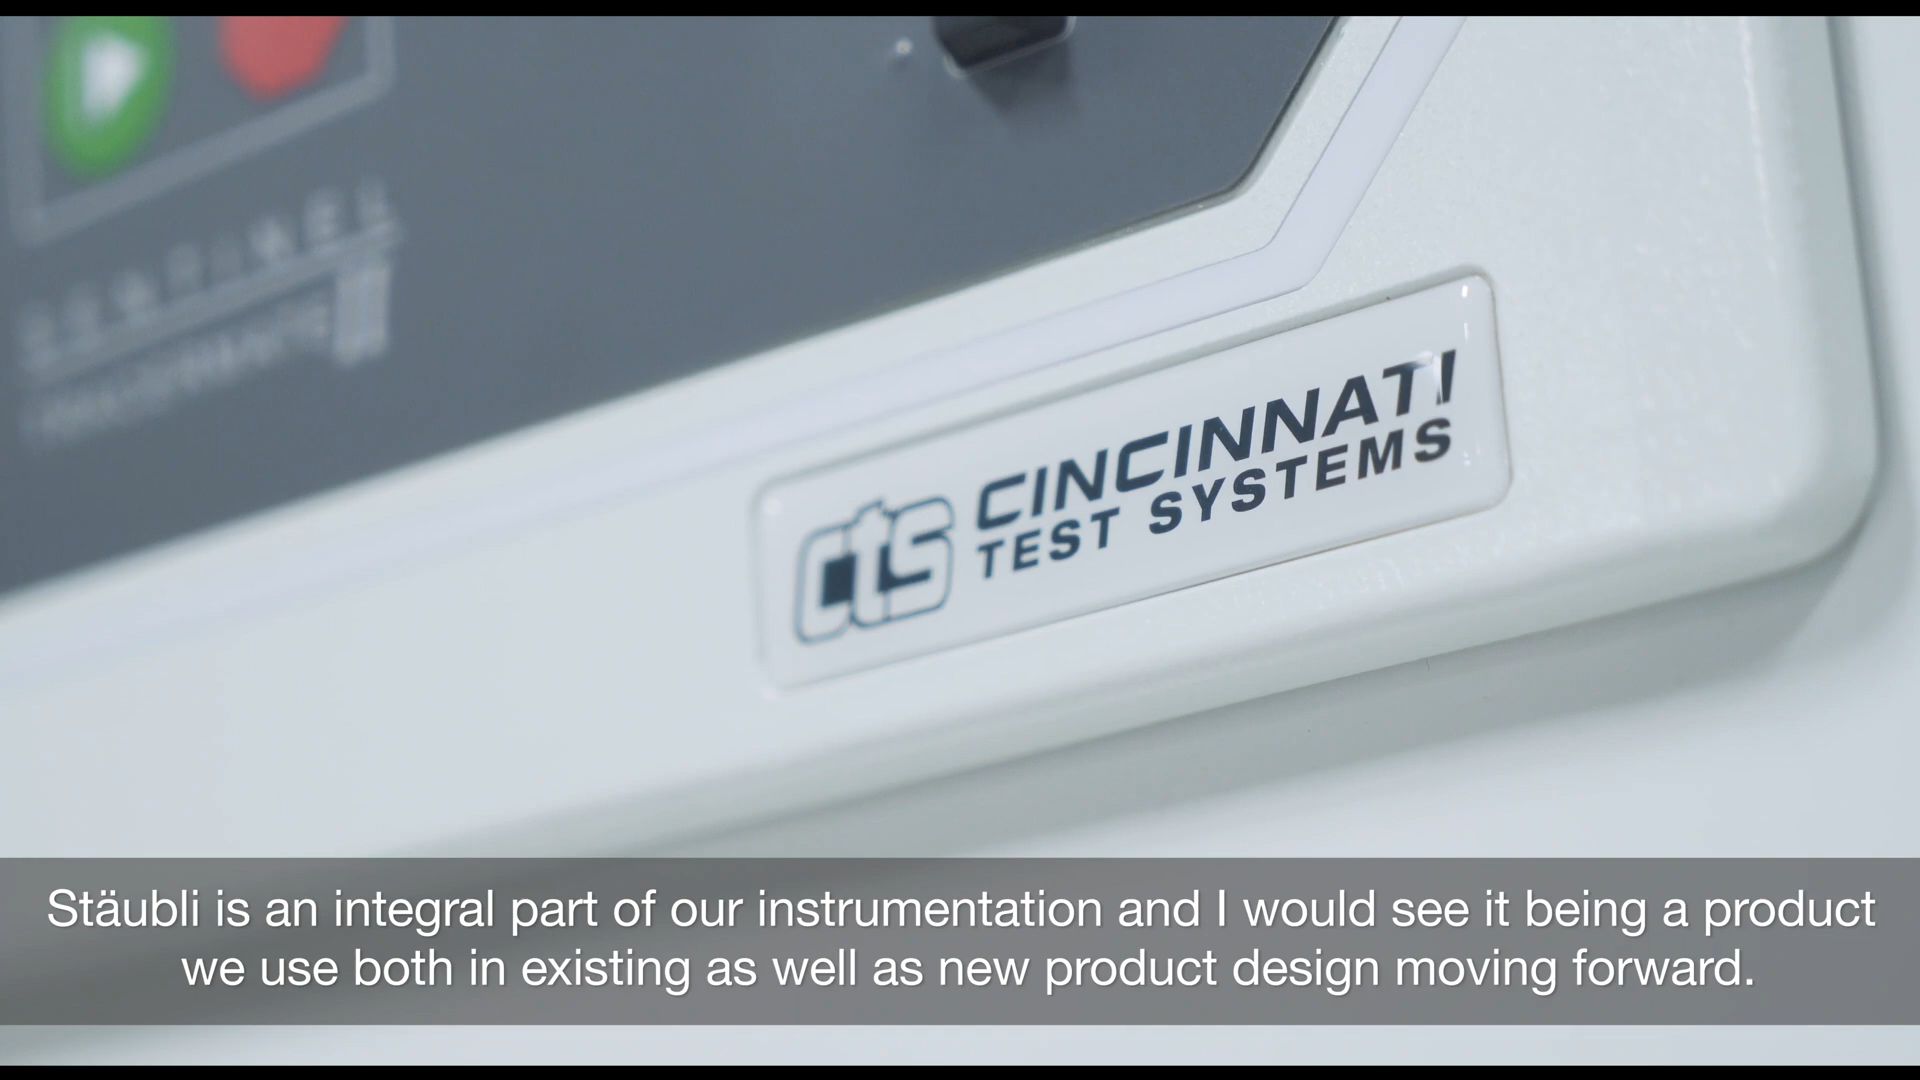 SENTINEL
cts CINCINNATI
TEST SYSTEMS
Stäubli is an integral part of our instrumentation and I would see it being a product
we use both in existing as well as new product design moving forward.